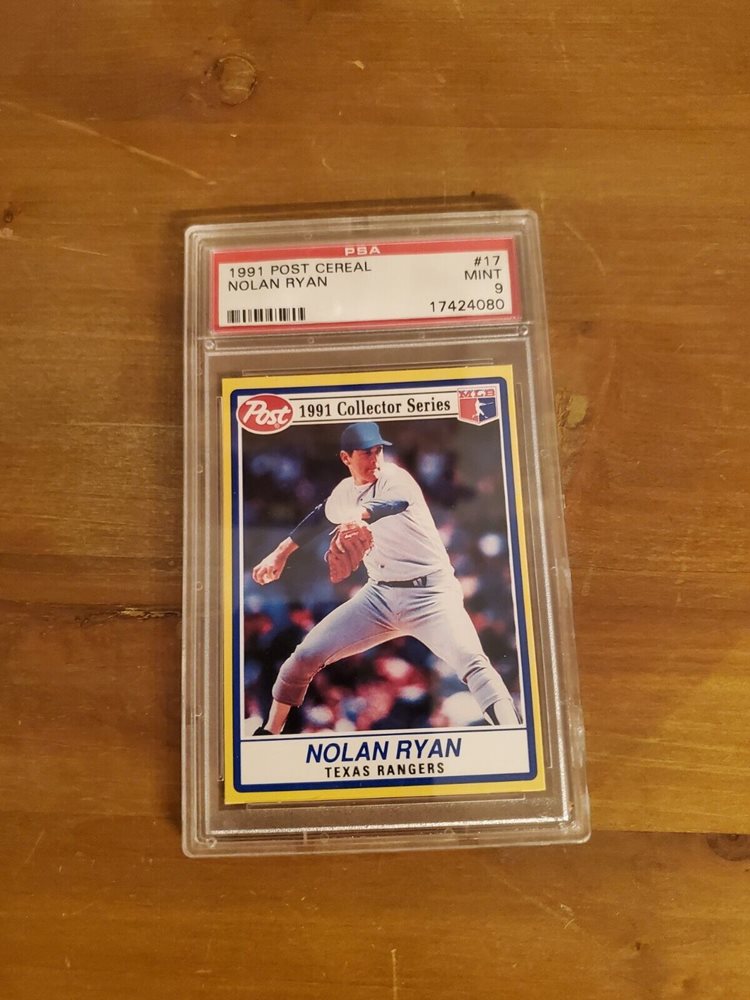 PSA
1991 POST CEREAL #17
NOLAN RYAN MINT
9
17424080
Post 1991 Collector Series MLB
NOLAN RYAN
TEXAS RANGERS